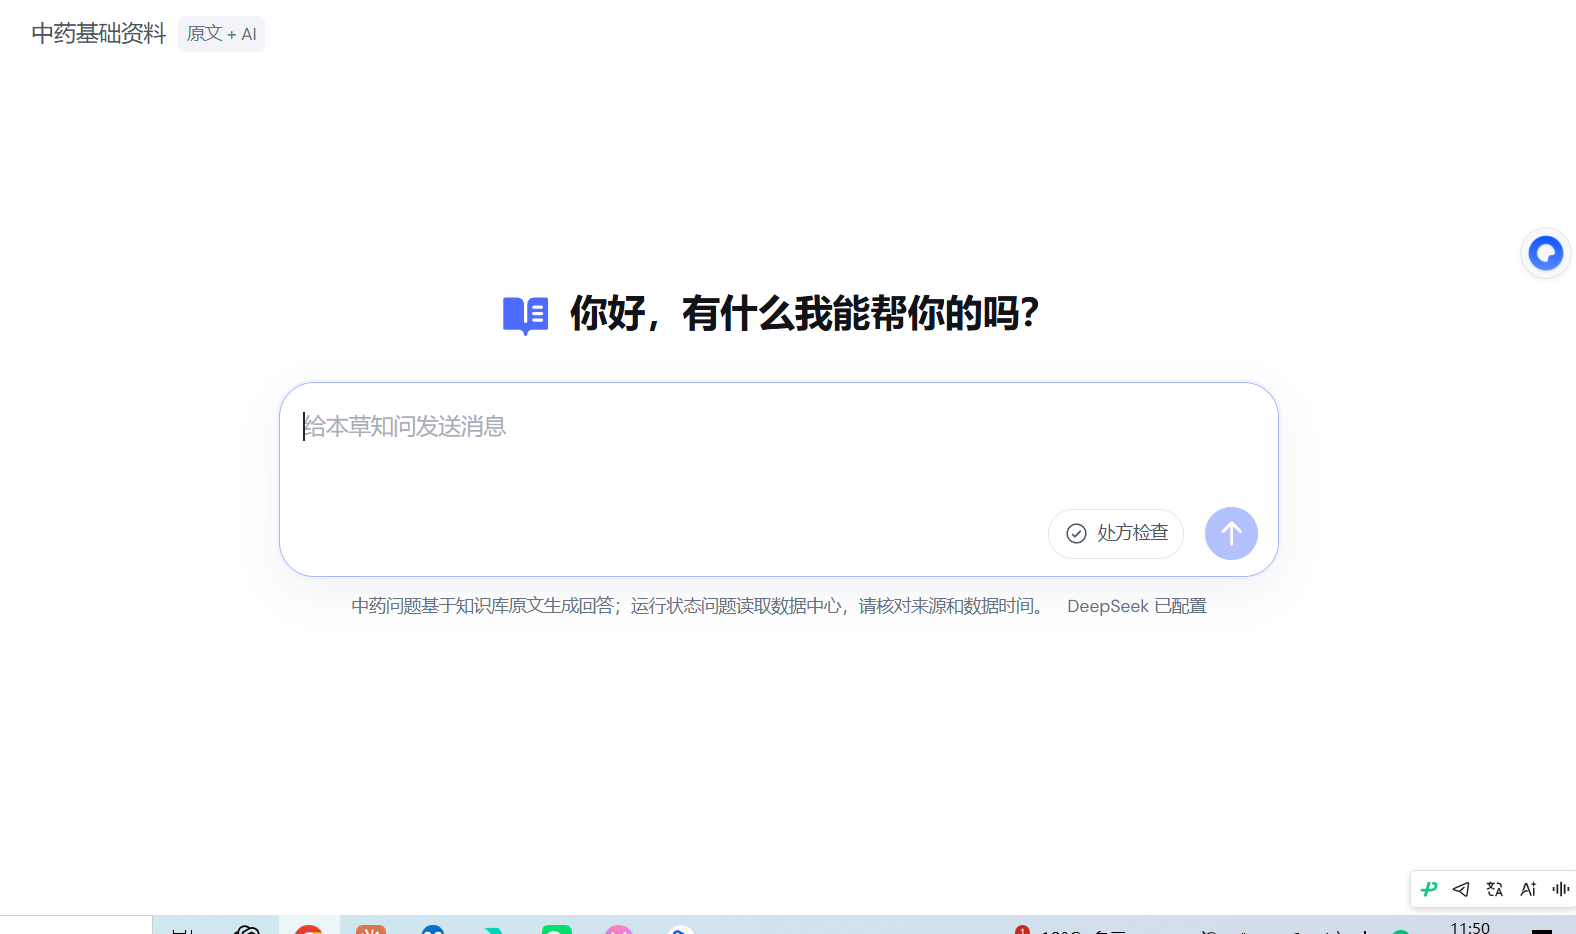 中药基础资料 原文 + AI
你好，有什么我能帮你的吗？
给本草知问发送消息
处方检查
中药问题基于知识库原文生成回答；运行状态问题读取数据中心，请核对来源和数据时间。 DeepSeek 已配置
11:50